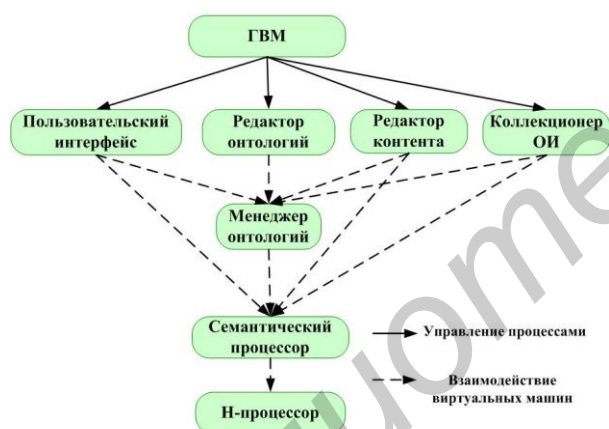 ГВМ
Пользовательский
интерфейс
Редактор
онтологий
Редактор
контента
Коллекционер
ОИ
Менеджер
онтологий
Семантический
процессор
Н-процессор
Управление процессами
Взаимодействие
виртуальных машин